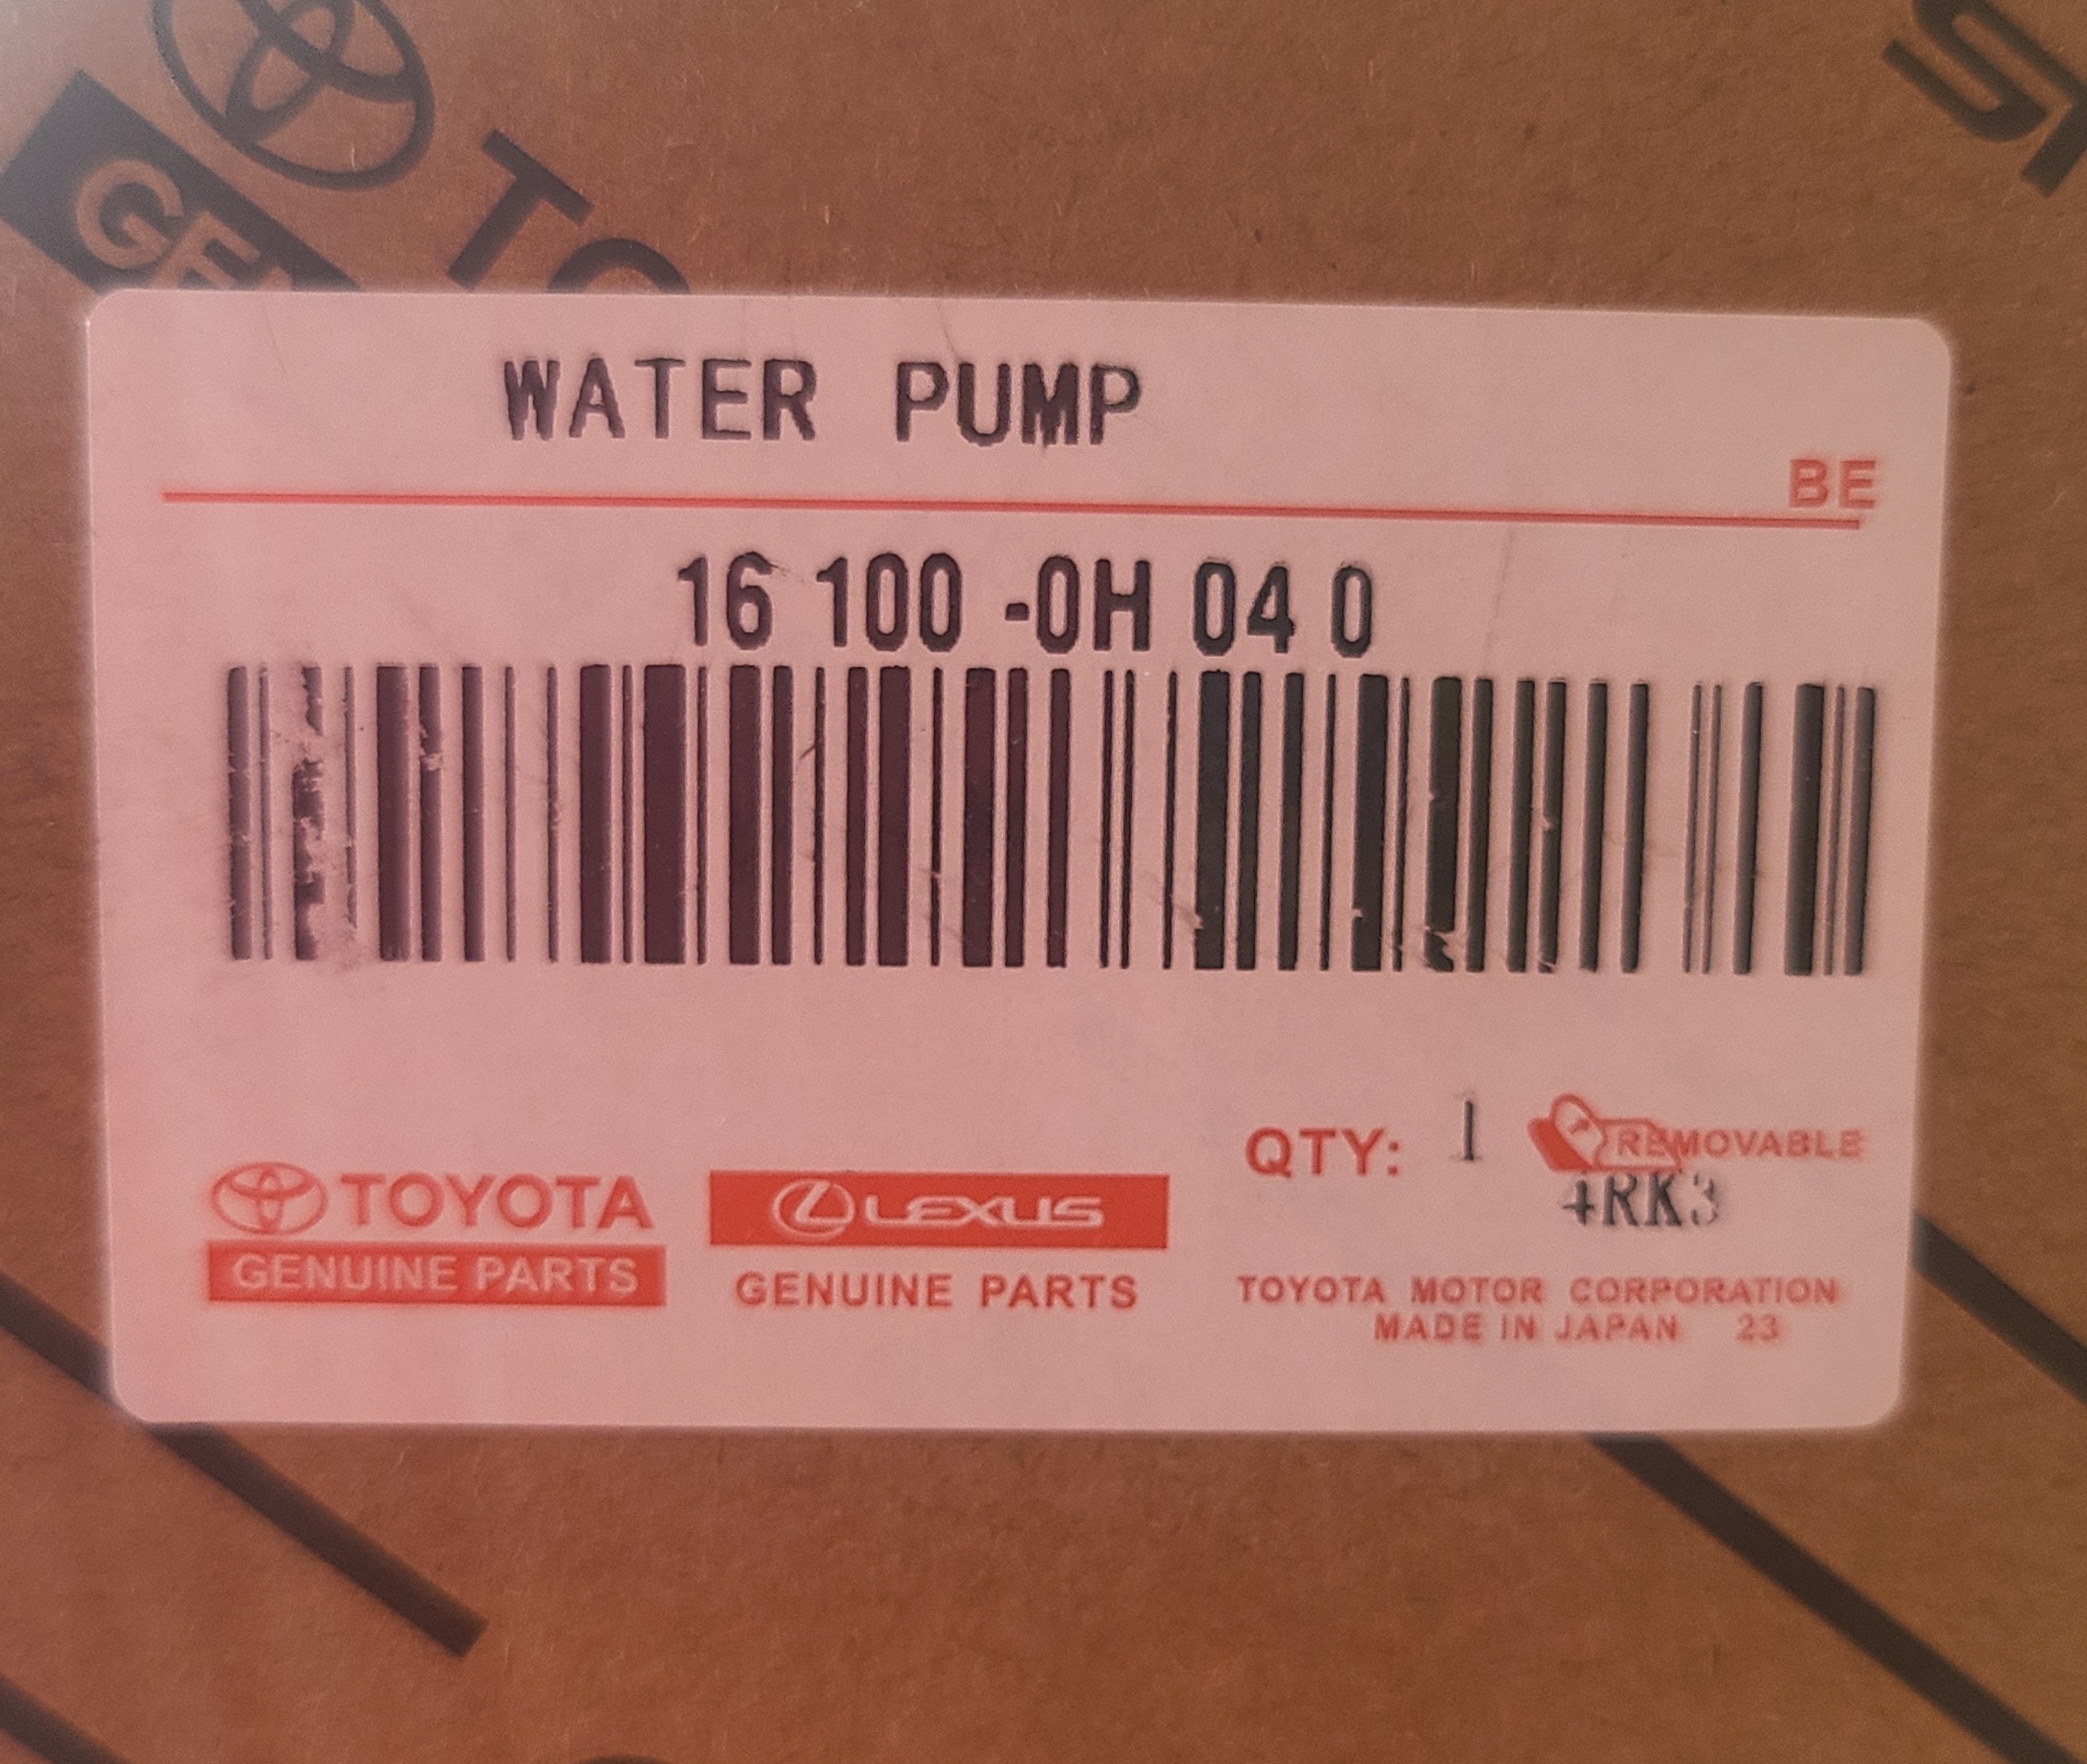 TO
WATER PUMP
BE
16 100 -0H 04 0
QTY: 1 REMOVABLE
4RK3
TOYOTA LEXUS
GENUINE PARTS GENUINE PARTS
TOYOTA MOTOR CORPORATION
MADE IN JAPAN 23